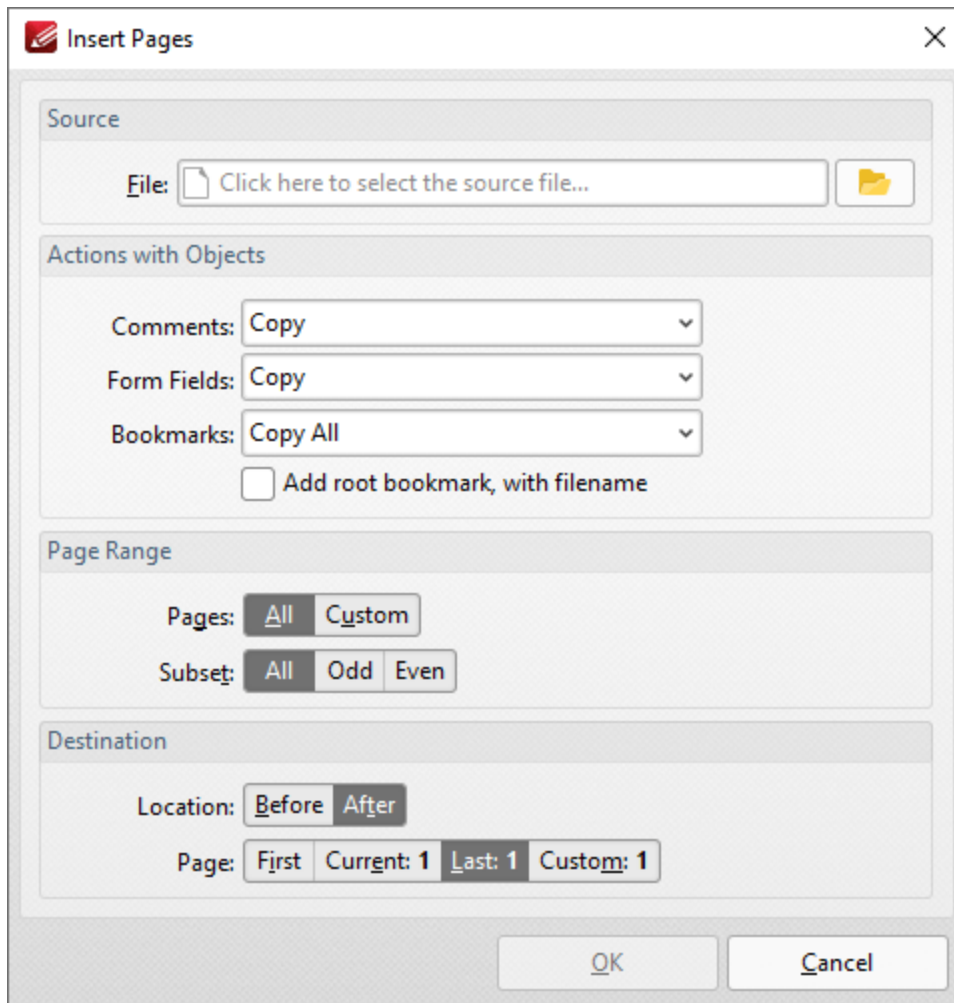 Insert Pages
Source
File: Click here to select the source file...
Actions with Objects
Comments: Copy
Form Fields: Copy
Bookmarks: Copy All
Add root bookmark, with filename
Page Range
Pages: All Custom
Subset: All Odd Even
Destination
Location: Before After
Page: First Current: 1 Last: 1 Custom: 1
OK Cancel